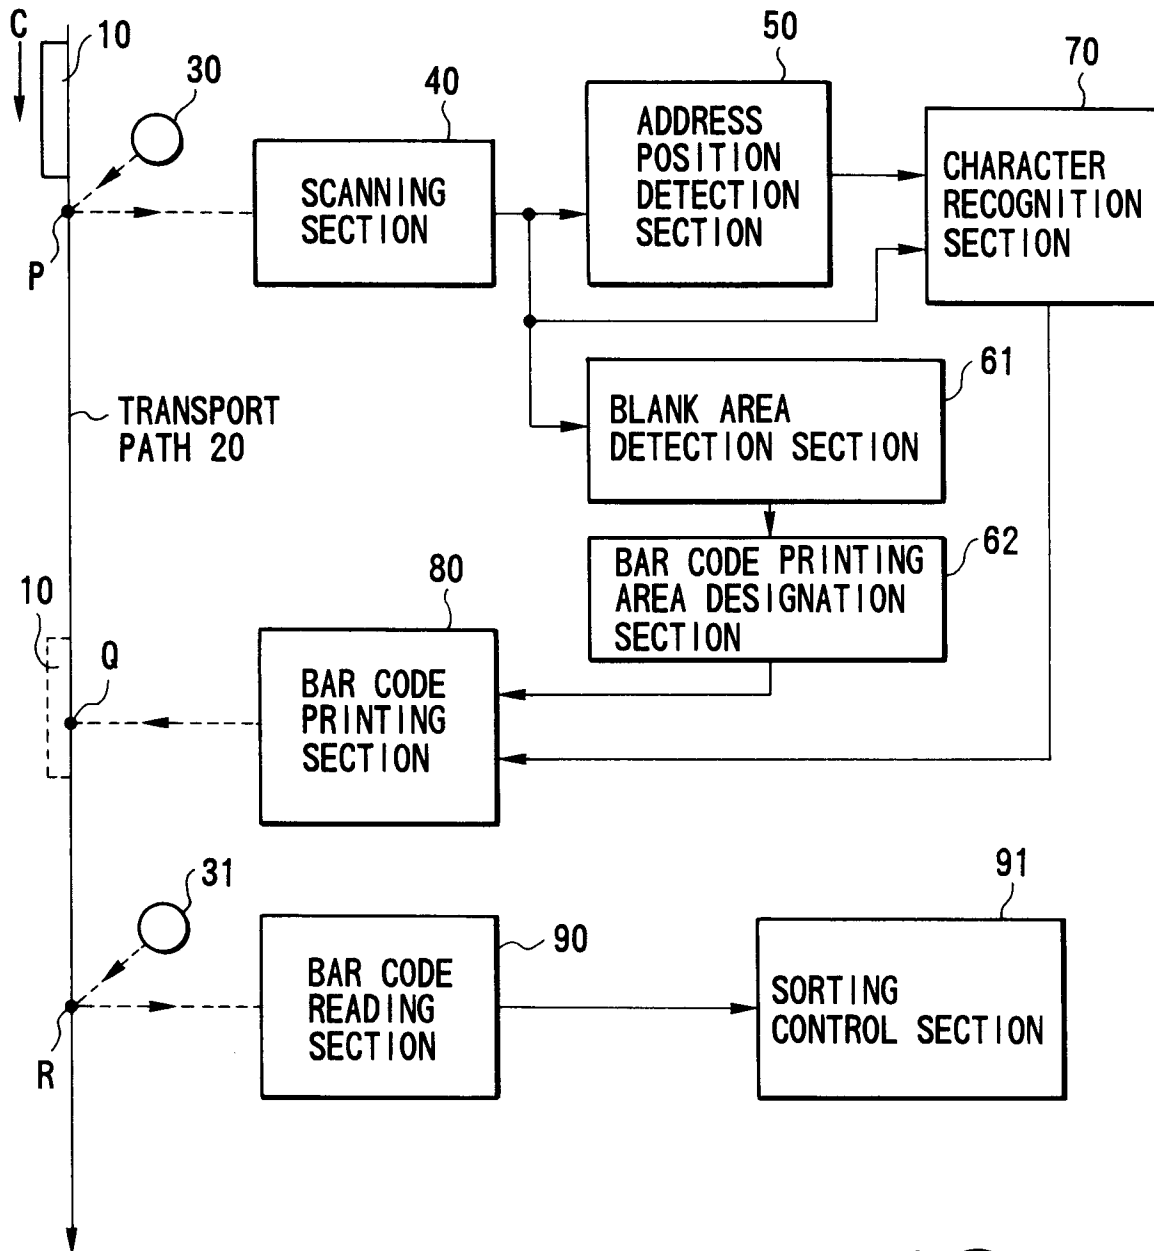 C
10
30
40
50
70
SCANNING
SECTION
ADDRESS
POSITION
DETECTION
SECTION
CHARACTER
RECOGNITION
SECTION
P
TRANSPORT
PATH 20
61
BLANK AREA
DETECTION SECTION
62
BAR CODE PRINTING
AREA DESIGNATION
SECTION
10
Q
80
BAR CODE
PRINTING
SECTION
31
90
91
BAR CODE
READING
SECTION
SORTING
CONTROL SECTION
R